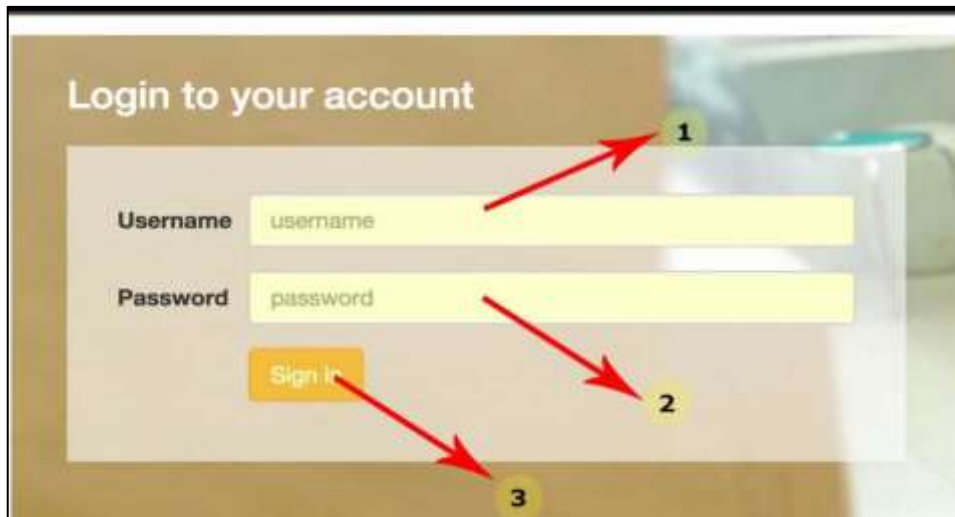 Login to your account
1
Username username
Password password
Sign in
2
3